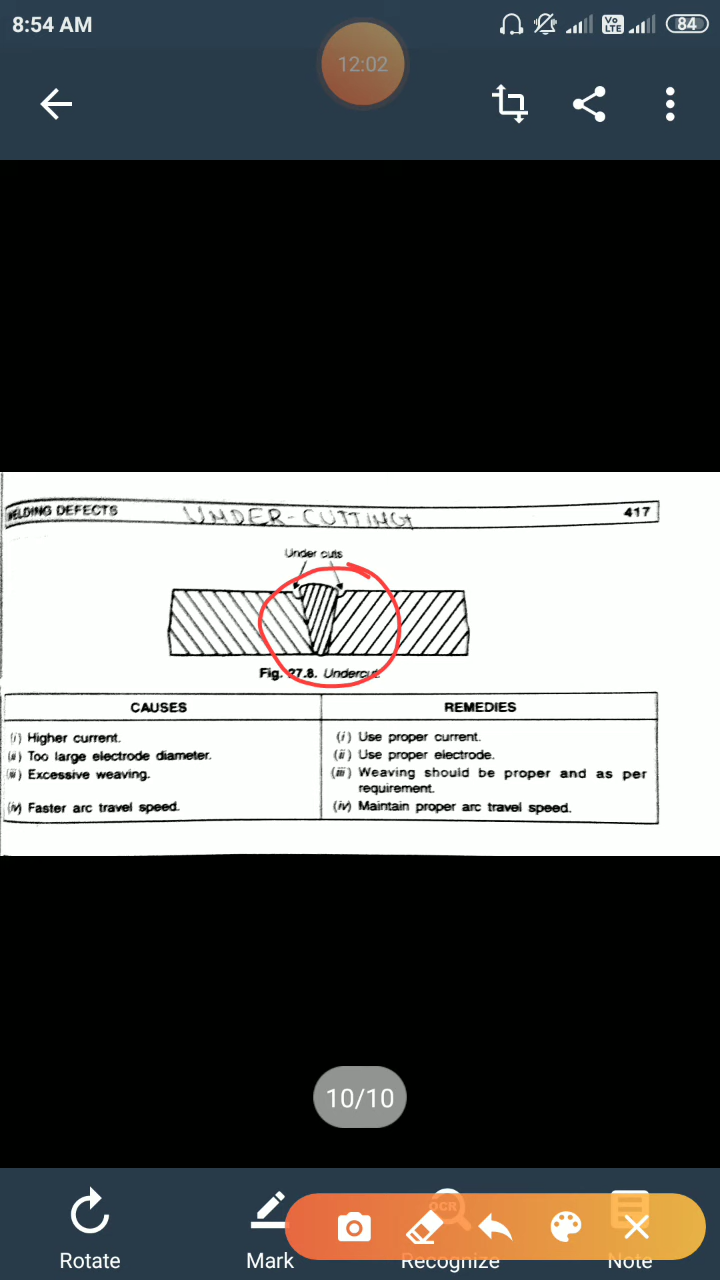 8:54 AM
Vo
LTE
84
12:02
WELDING DEFECTS
UNDER-CUTTING
417
Under cuts
Fig. 27.8. Undercut
CAUSES
REMEDIES
(i) Higher current.
(i) Use proper current.
(ii) Too large electrode diameter.
(ii) Use proper electrode.
(iii) Excessive weaving.
(iii) Weaving should be proper and as per
requirement.
(iv) Faster arc travel speed.
(iv) Maintain proper arc travel speed.
10/10
OCR
Rotate
Mark
Recognize
Note